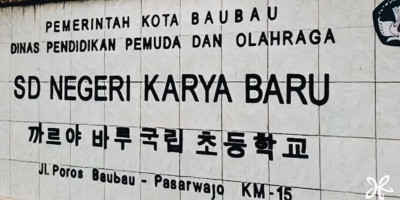 PEMERINTAH KOTA BAUBAU
DINAS PENDIDIKAN PEMUDA DAN OLAHRAGA
SD NEGERI KARYA BARU
까르야 바루 국립 초등학교
Jl. Poros Baubau - Pasarwajo KM-15